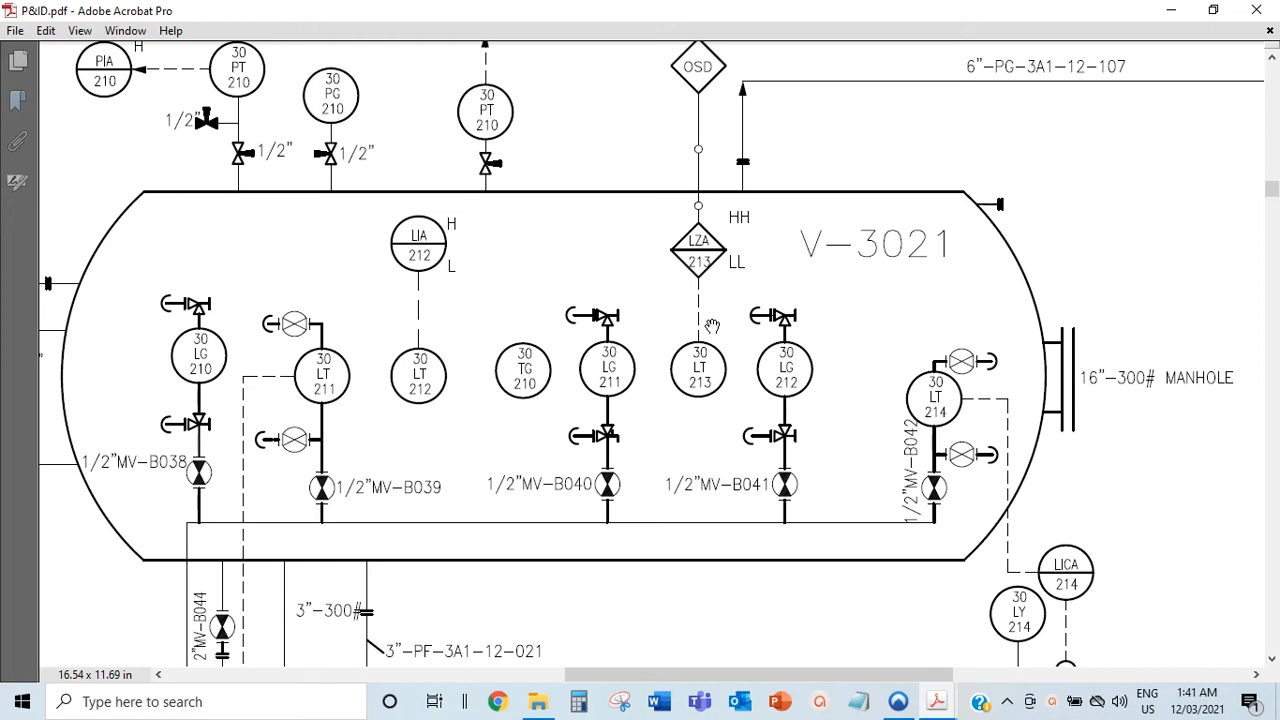 P&ID.pdf - Adobe Acrobat Pro
File Edit View Window Help
PIA
210
H
30
PT
210
30
PG
210
30
PT
210
OSD
6"-PG-3A1-12-107
1/2"
1/2"
1/2"
LIA
212
H
L
LZA
213
HH
LL
V-3021
30
LG
210
30
LT
211
30
LT
212
30
TG
210
30
LG
211
30
LT
213
30
LG
212
30
LT
214
16"-300# MANHOLE
1/2"MV-B038
1/2"MV-B039
1/2"MV-B040
1/2"MV-B041
1/2"MV-B042
LICA
214
30
LY
214
2"MV-B044
3"-300#
3"-PF-3A1-12-021
16.54 x 11.69 in
Type here to search
ENG
6702
1:41 AM
12/03/2021